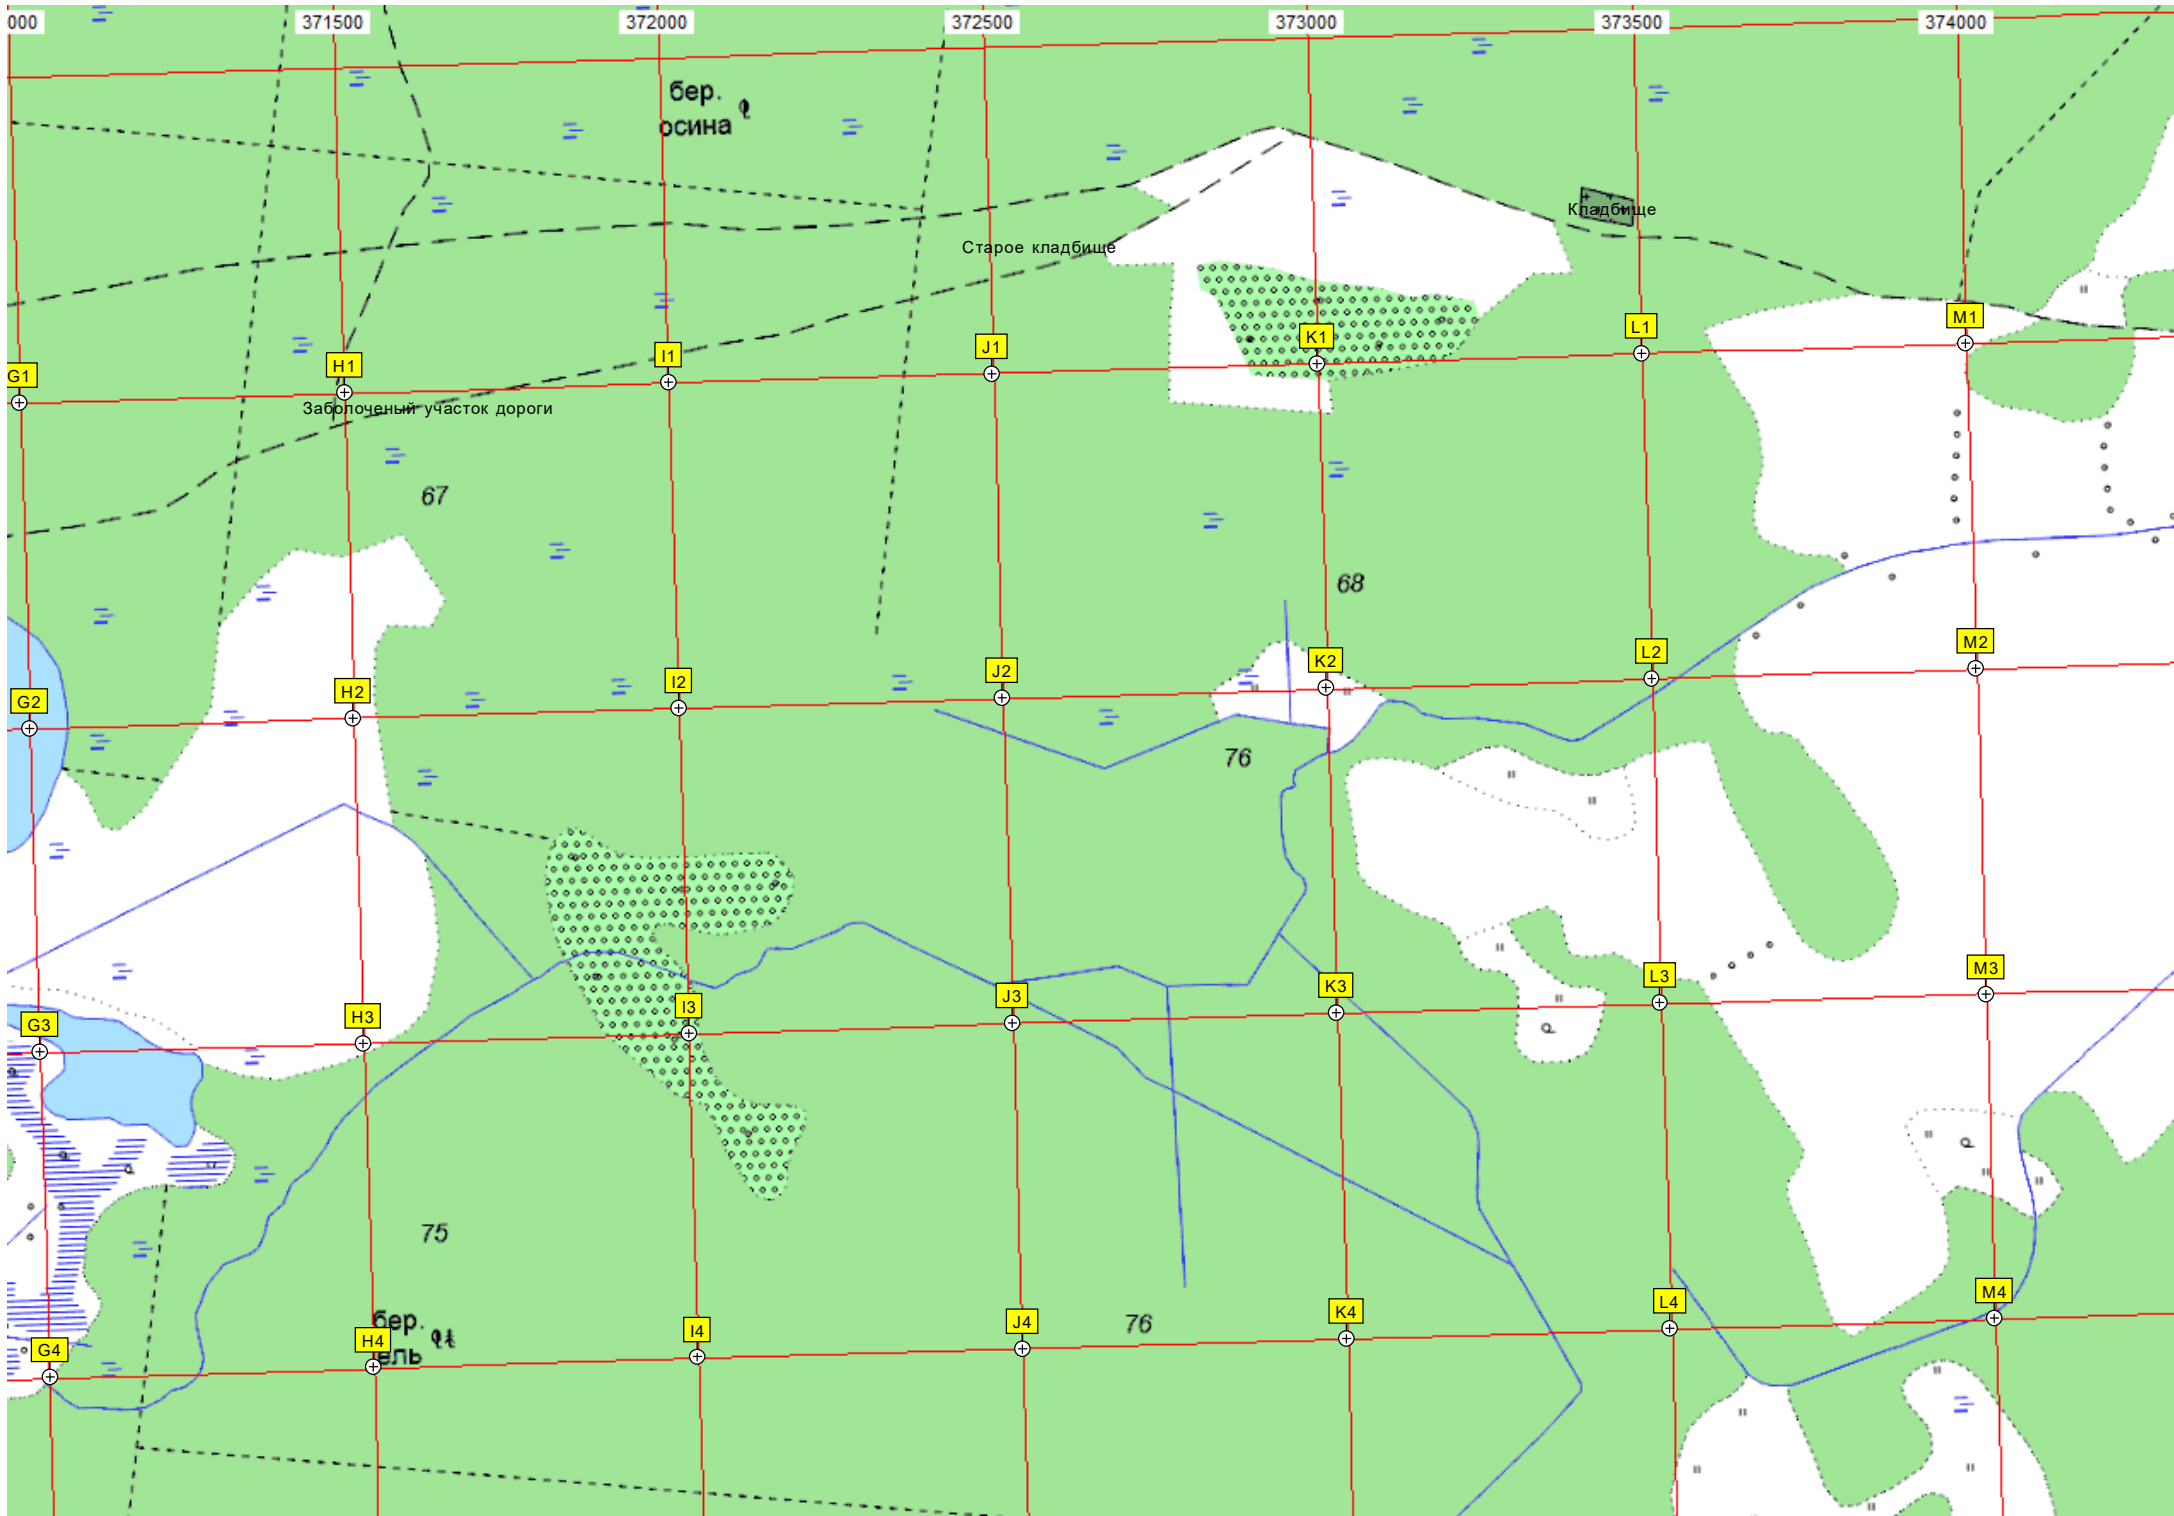 000 371500 372000 372500 373000 373500 374000
бер.
осина
Кладбище
Старое кладбище
M1
L1
K1
J1
I1
H1
G1
Заболоченый участок дороги
67
68
M2
L2
K2
J2
I2
H2
G2
76
M3
L3
K3
J3
I3
H3
G3
75
M4
L4
K4
J4
I4
H4
G4
76
бер.
ель